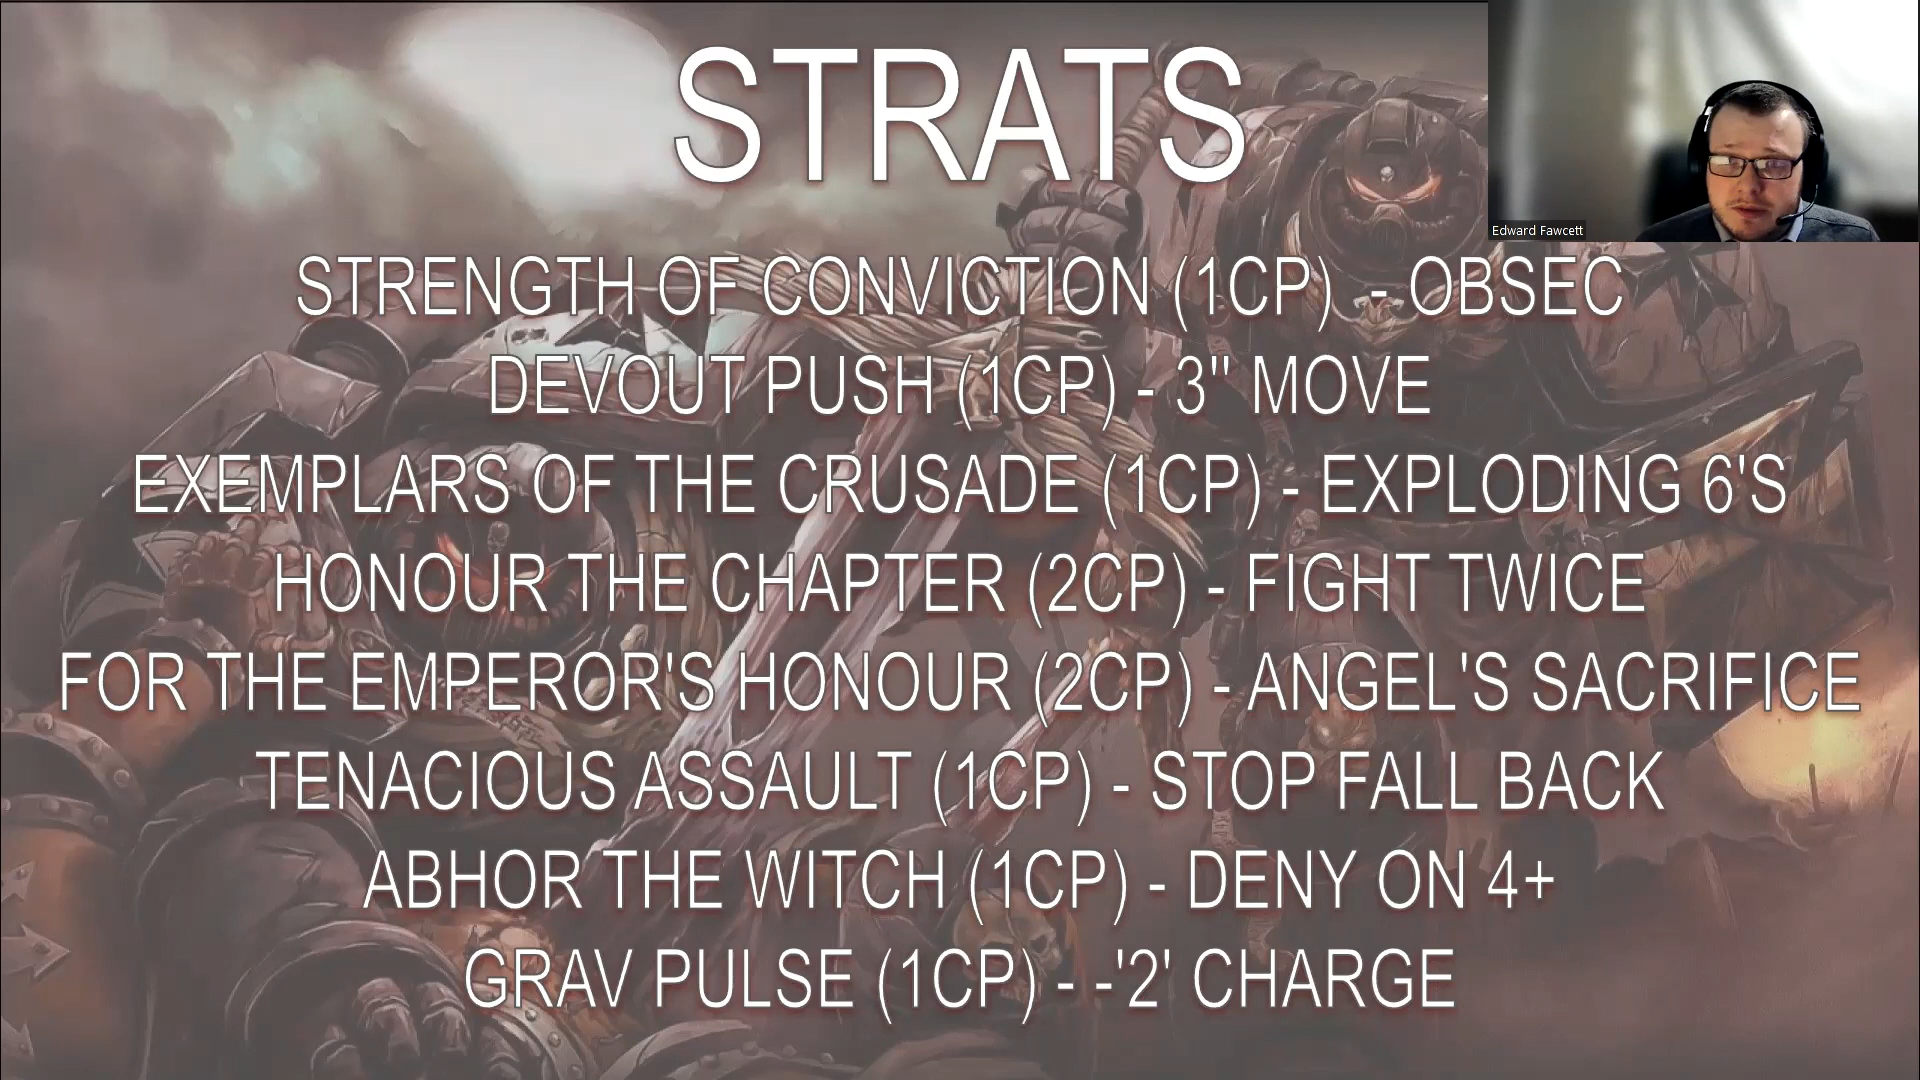 STRATS
Edward Fawcett
STRENGTH OF CONVICTION (1CP) - OBSEC
DEVOUT PUSH (1CP) - 3" MOVE
EXEMPLARS OF THE CRUSADE (1CP) - EXPLODING 6'S
HONOUR THE CHAPTER (2CP) - FIGHT TWICE
FOR THE EMPEROR'S HONOUR (2CP) - ANGEL'S SACRIFICE
TENACIOUS ASSAULT (1CP) - STOP FALL BACK
ABHOR THE WITCH (1CP) - DENY ON 4+
GRAV PULSE (1CP) - -'2' CHARGE